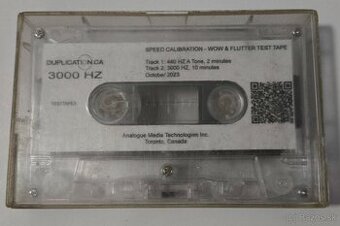 DUPLICATION.CA
3000 HZ
SPEED CALIBRATION - WOW & FLUTTER TEST TAPE
Track 1: 440 HZ A Tone, 2 minutes
Track 2: 3000 HZ, 10 minutes
October 2023
Analogue Media Technologies Inc.
Toronto, Canada